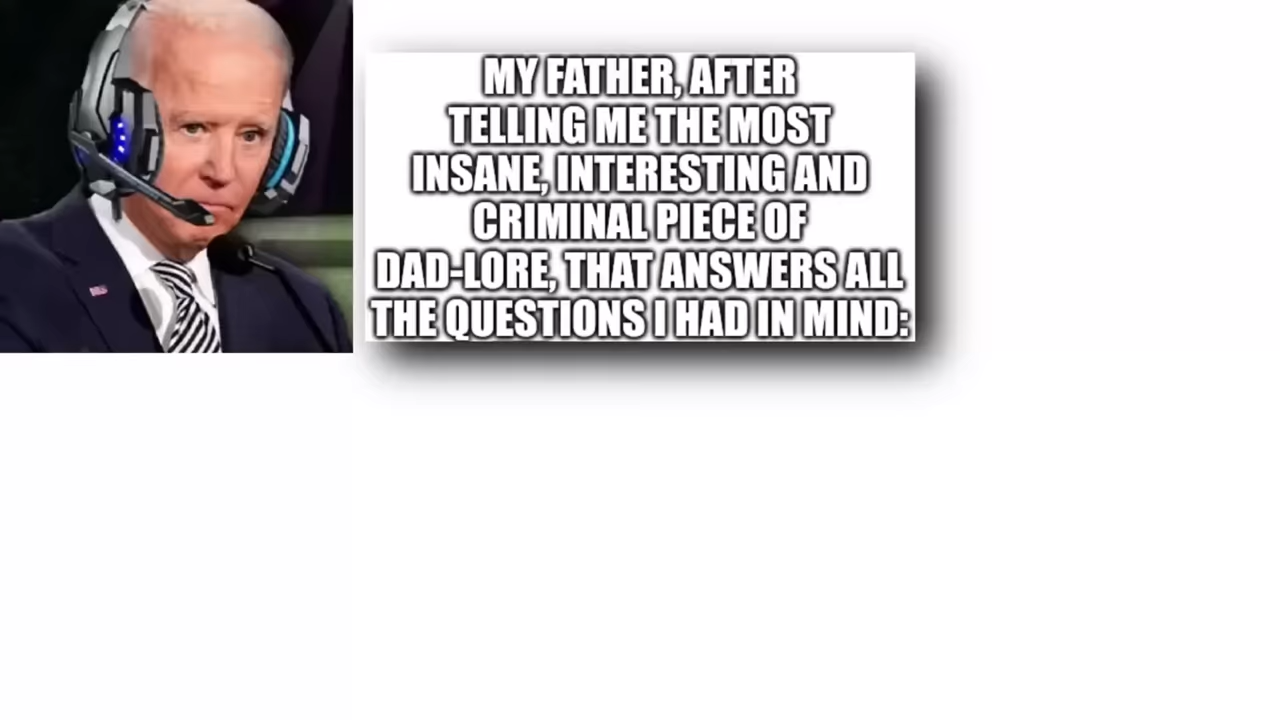 MY FATHER, AFTER
TELLING ME THE MOST
INSANE, INTERESTING AND
CRIMINAL PIECE OF
DAD-LORE, THAT ANSWERS ALL
THE QUESTIONS I HAD IN MIND: